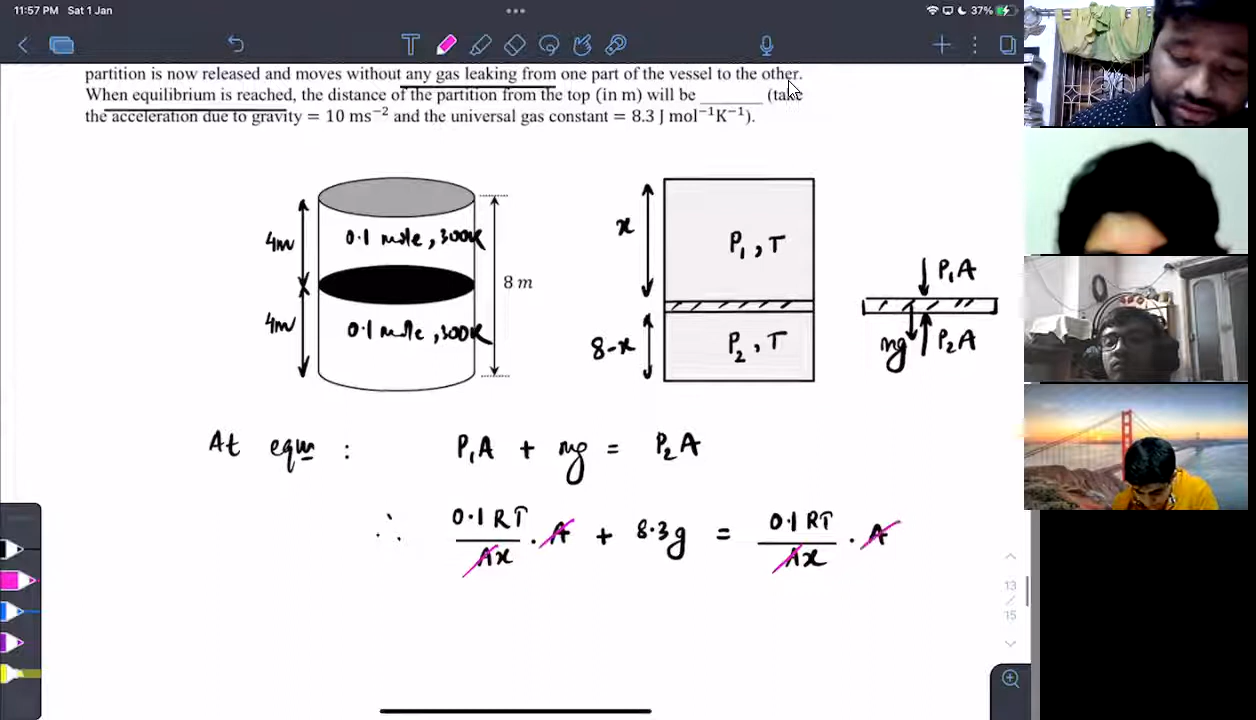 11:57 PM Sat 1 Jan
37%
partition is now released and moves without any gas leaking from one part of the vessel to the other.
When equilibrium is reached, the distance of the partition from the top (in m) will be ______ (take
the acceleration due to gravity = 10 ms⁻² and the universal gas constant = 8.3 J mol⁻¹K⁻¹).
4m
0.1 mole, 300K
8 m
4m
0.1 mole, 300K
x
P₁, T
8-x
P₂, T
P₁A
mg
P₂A
At eqm : P₁A + mg = P₂A
∴ 0.1 RT / Ax . A + 8.3g = 0.1 RT / Ax . A
13
/
15
T